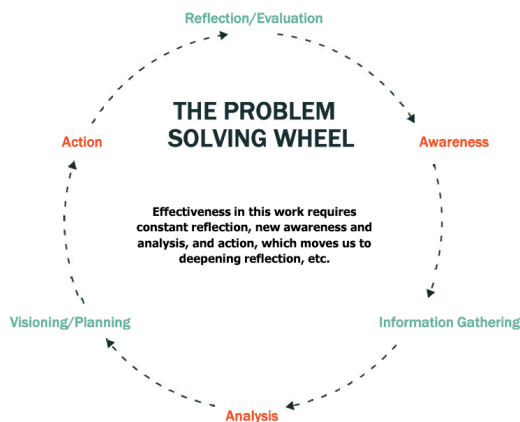 Reflection/Evaluation
THE PROBLEM
SOLVING WHEEL
Action
Awareness
Effectiveness in this work requires
constant reflection, new awareness and
analysis, and action, which moves us to
deepening reflection, etc.
Visioning/Planning
Information Gathering
Analysis